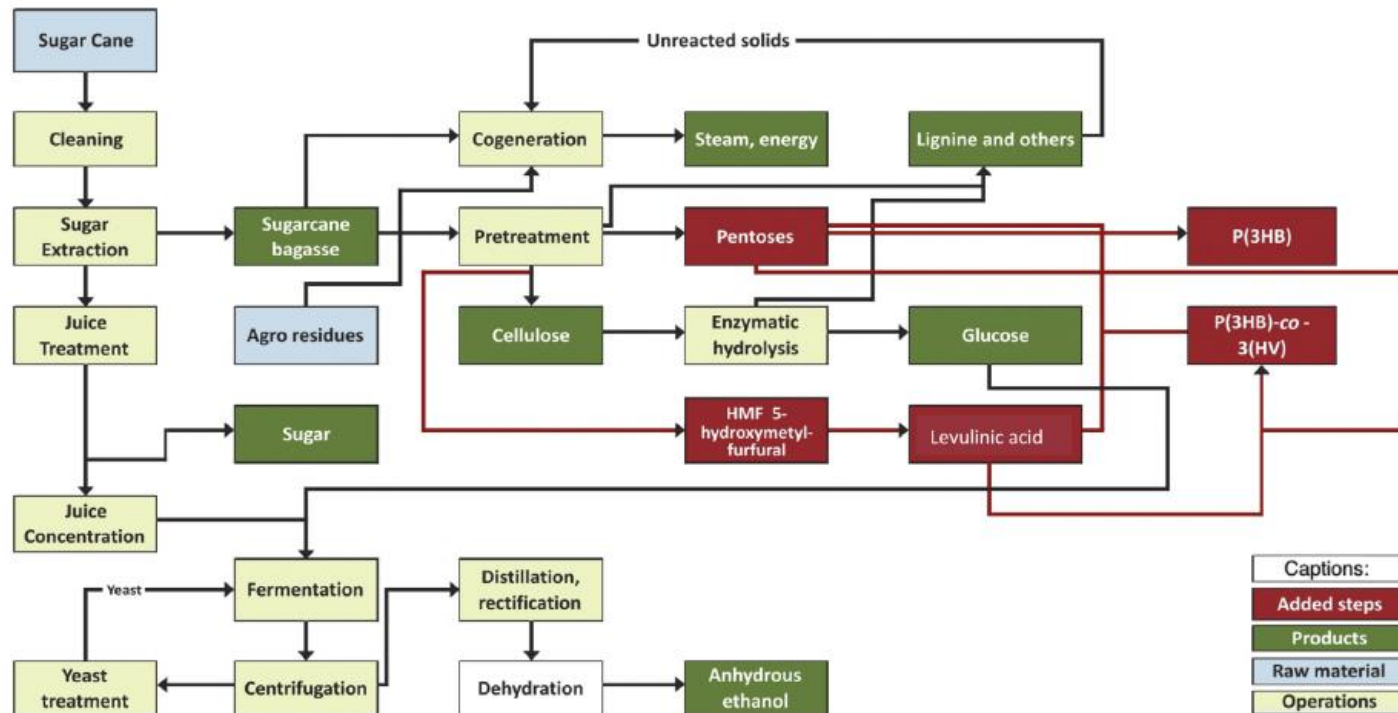 Sugar Cane
Unreacted solids
Cleaning
Cogeneration
Steam, energy
Lignine and others
Sugar
Extraction
Sugarcane
bagasse
Pretreatment
Pentoses
P(3HB)
Juice
Treatment
Agro residues
Cellulose
Enzymatic
hydrolysis
Glucose
P(3HB)-co -
3(HV)
Sugar
HMF 5-
hydroxymetyl-
furfural
Levulinic acid
Juice
Concentration
Yeast
Fermentation
Distillation,
rectification
Yeast
treatment
Centrifugation
Dehydration
Anhydrous
ethanol
Captions:
Added steps
Products
Raw material
Operations